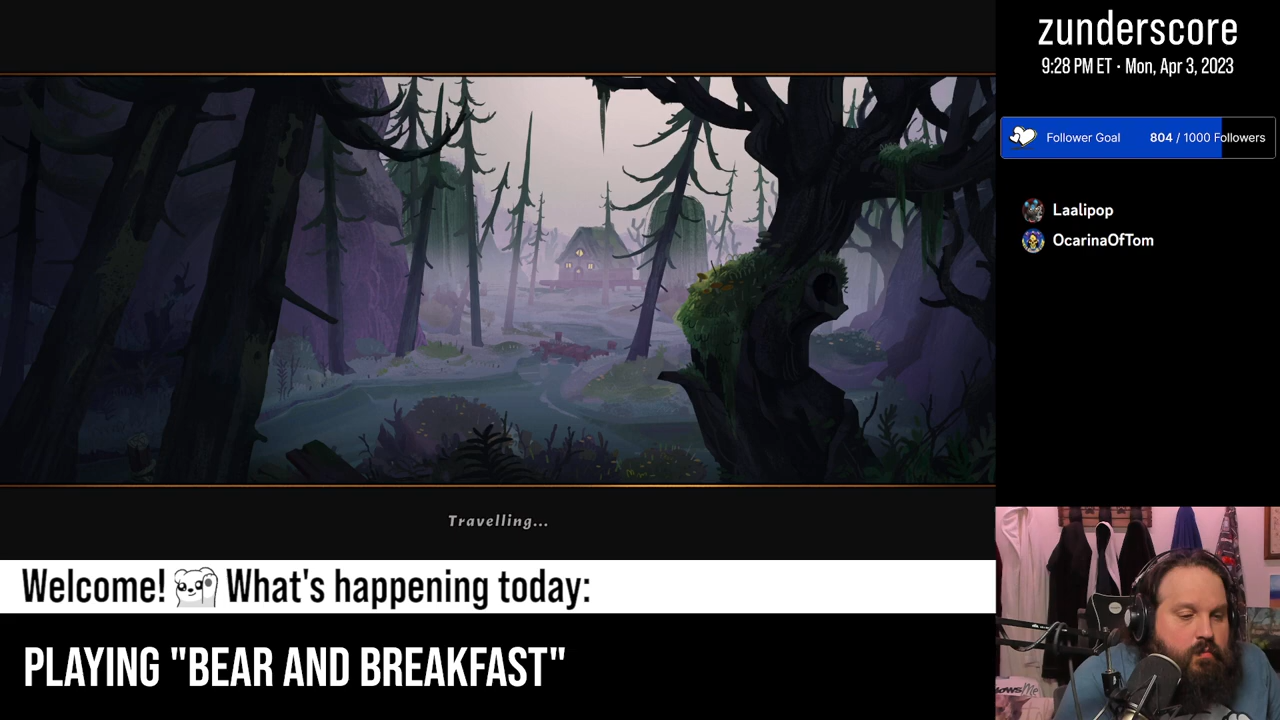 zunderscore
9:28 PM ET · Mon, Apr 3, 2023
Follower Goal 804 / 1000 Followers
Laalipop
OcarinaOfTom
Travelling...
Welcome! What's happening today:
PLAYING "BEAR AND BREAKFAST"